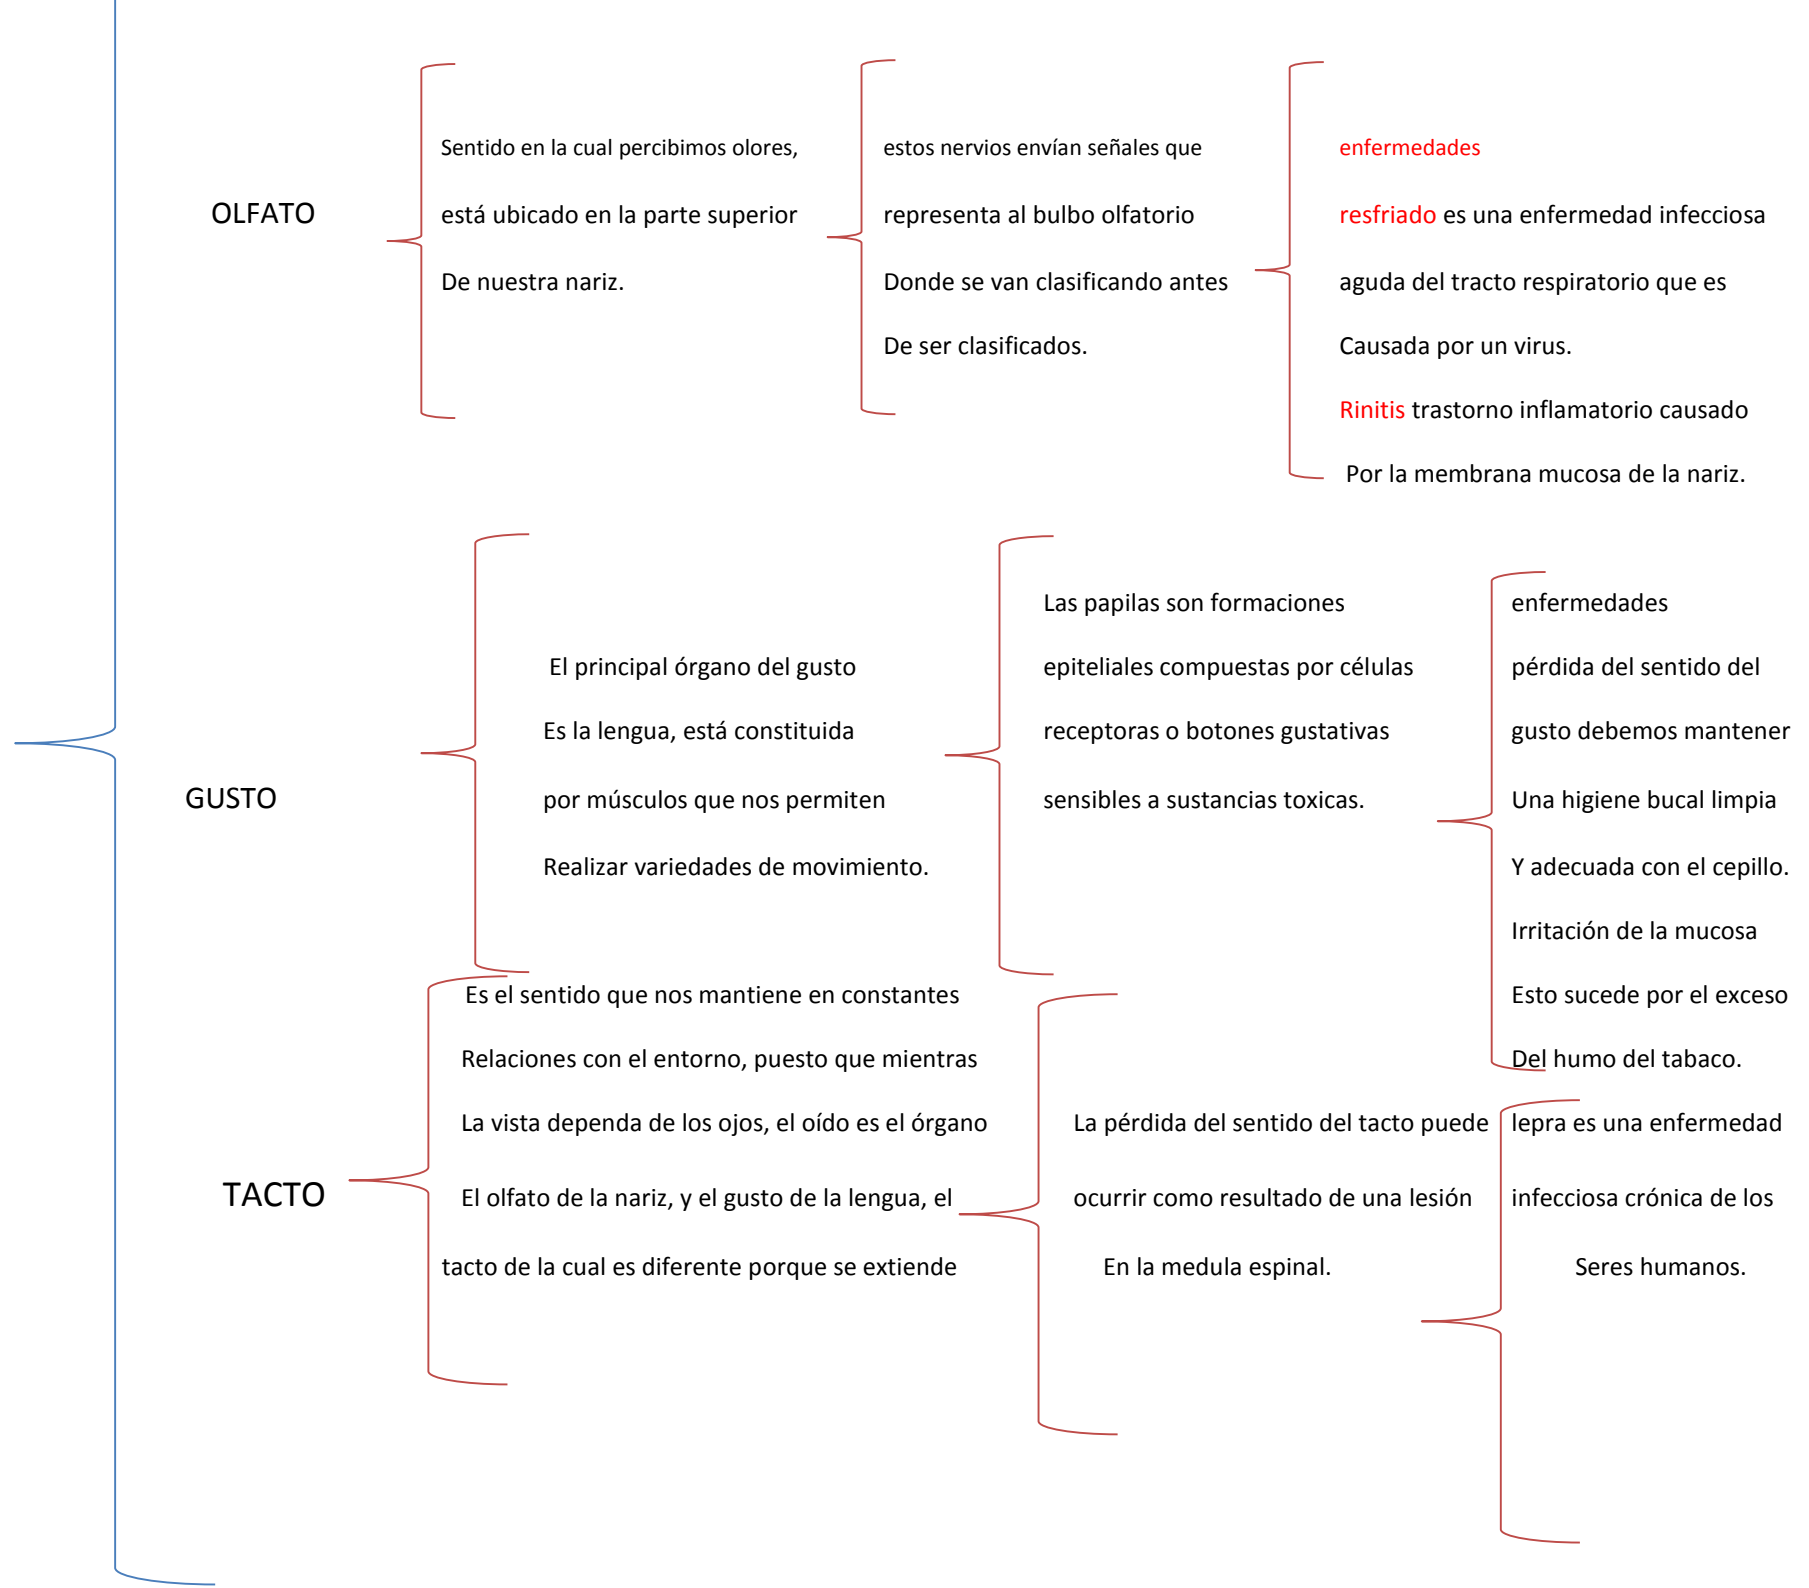 OLFATO
Sentido en la cual percibimos olores,
está ubicado en la parte superior
De nuestra nariz.
estos nervios envían señales que
representa al bulbo olfatorio
Donde se van clasificando antes
De ser clasificados.
enfermedades
resfriado es una enfermedad infecciosa
aguda del tracto respiratorio que es
Causada por un virus.
Rinitis trastorno inflamatorio causado
Por la membrana mucosa de la nariz.
GUSTO
El principal órgano del gusto
Es la lengua, está constituida
por músculos que nos permiten
Realizar variedades de movimiento.
Las papilas son formaciones
epiteliales compuestas por células
receptoras o botones gustativas
sensibles a sustancias toxicas.
enfermedades
pérdida del sentido del
gusto debemos mantener
Una higiene bucal limpia
Y adecuada con el cepillo.
Irritación de la mucosa
Esto sucede por el exceso
Del humo del tabaco.
TACTO
Es el sentido que nos mantiene en constantes
Relaciones con el entorno, puesto que mientras
La vista dependa de los ojos, el oído es el órgano
El olfato de la nariz, y el gusto de la lengua, el
tacto de la cual es diferente porque se extiende
La pérdida del sentido del tacto puede
ocurrir como resultado de una lesión
En la medula espinal.
lepra es una enfermedad
infecciosa crónica de los
Seres humanos.